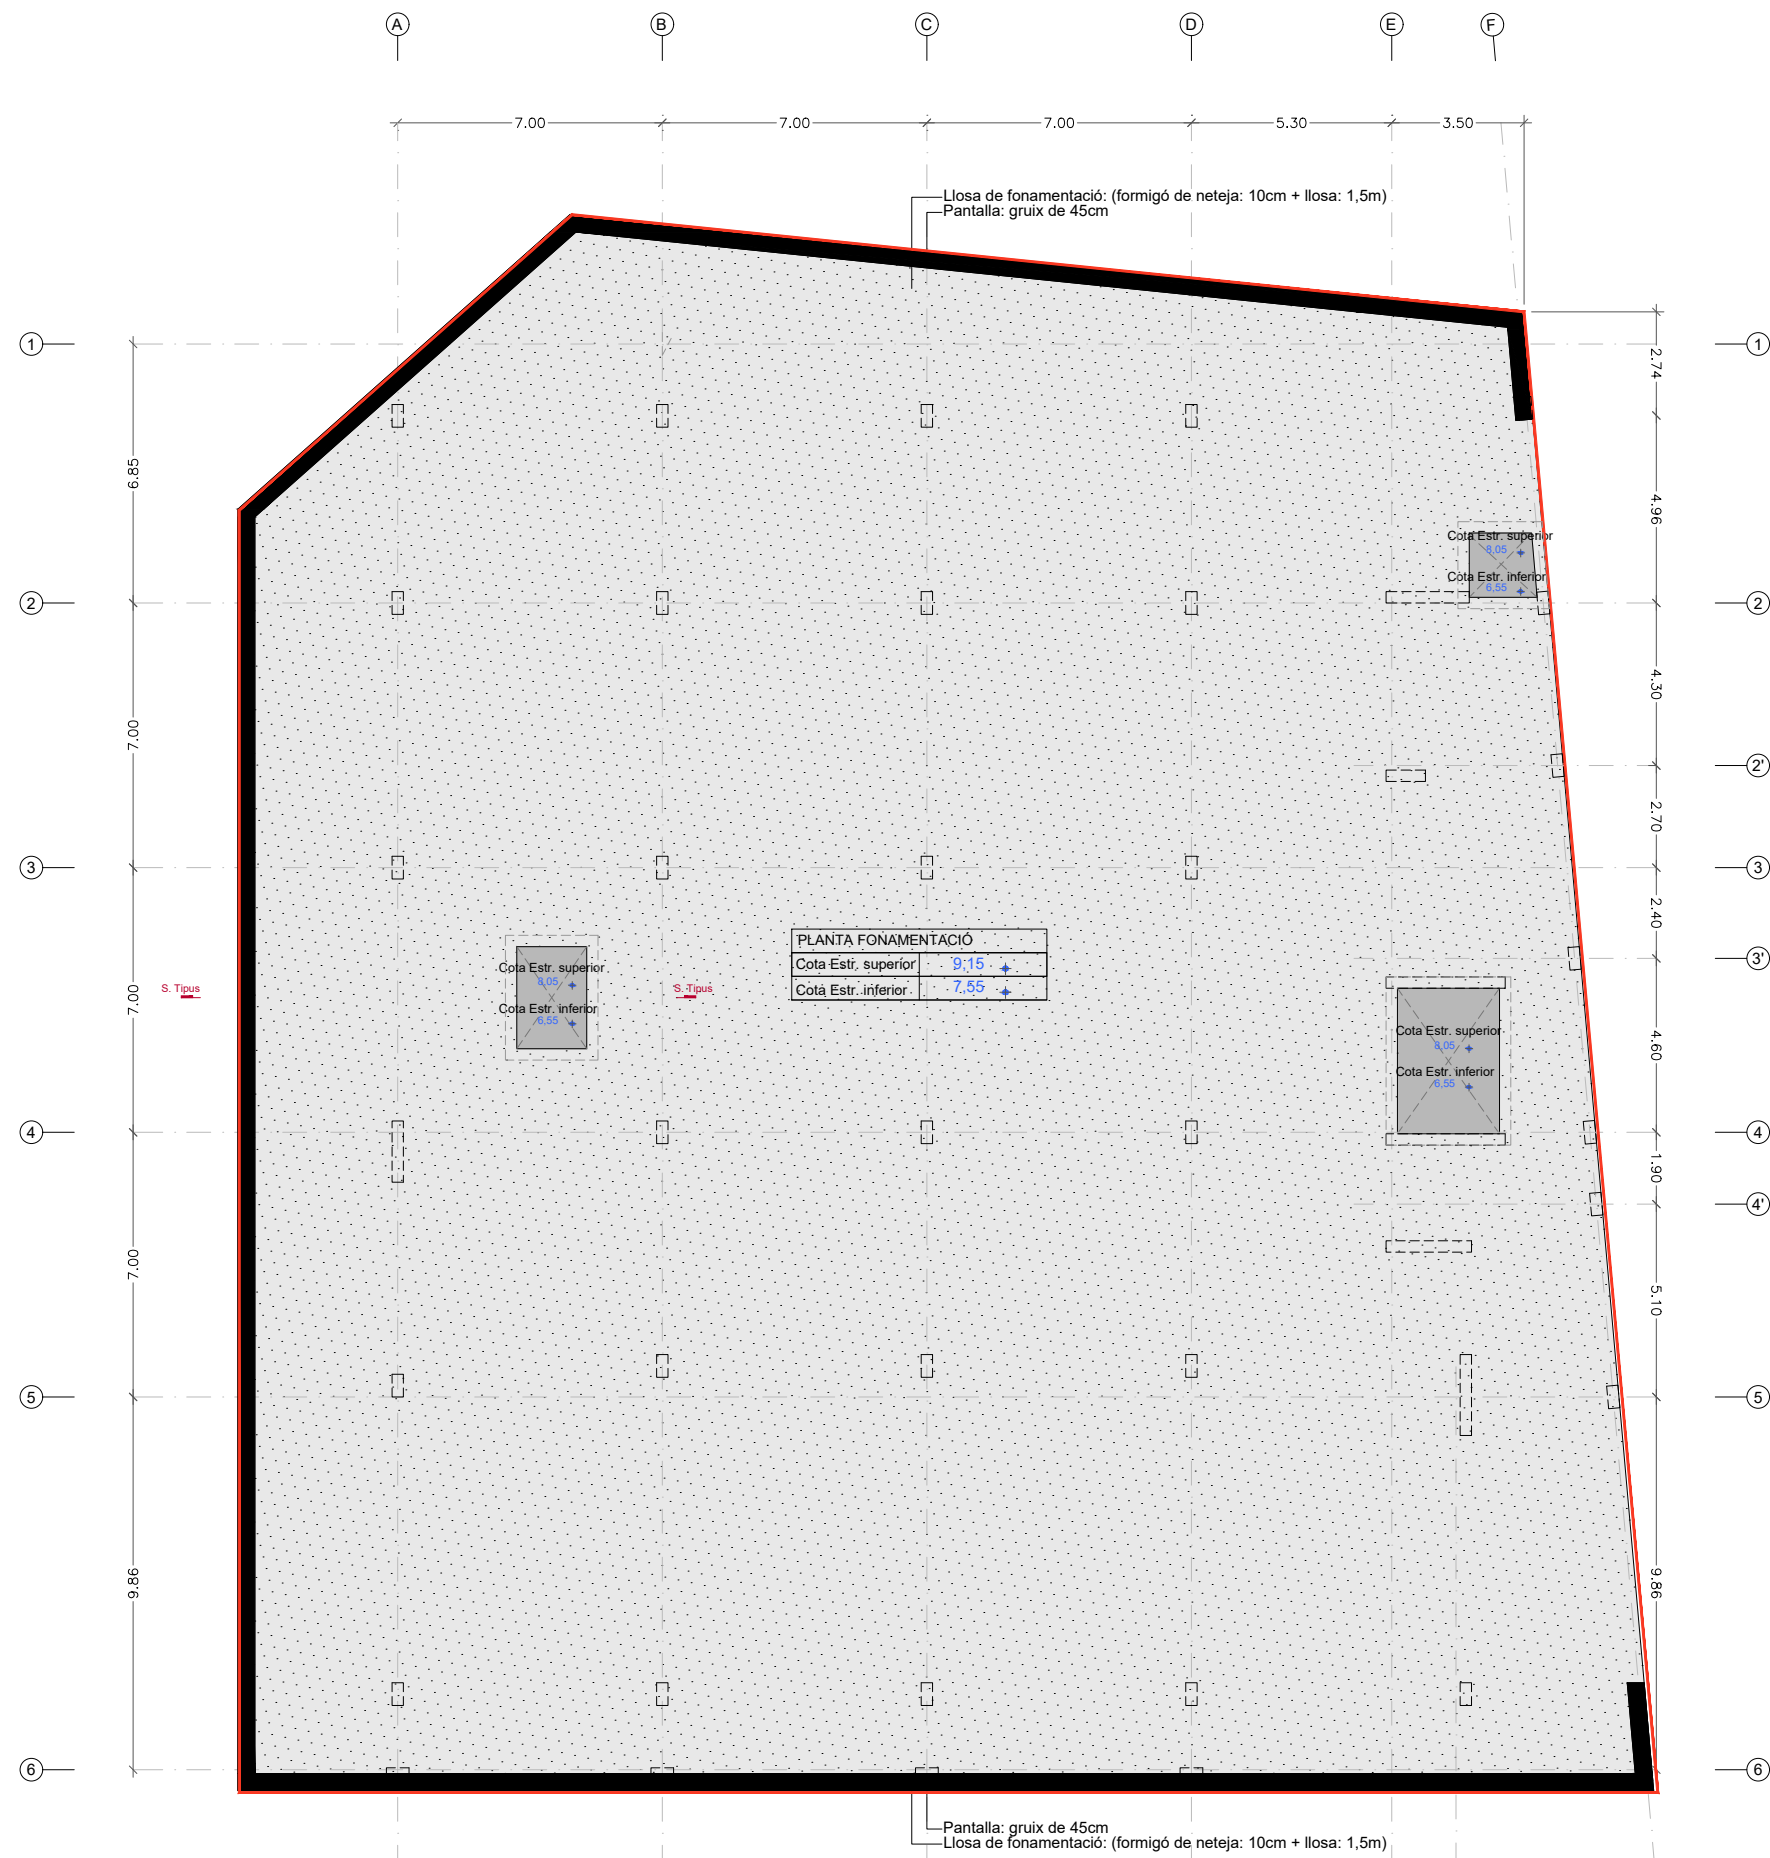 A B C D E F
7.00 7.00 7.00 5.30 3.50
Llosa de fonamentació: (formigó de neteja: 10cm + llosa: 1,5m)
Pantalla: gruix de 45cm
1 1
2.74
6.85
4.96
Cota Estr. superior
8,05
Cota Estr. inferior
6,55
2 2
4.30
7.00
2'
2.70
3 3
2.40
PLANTA FONAMENTACIÓ
Cota Estr. superior 9,15
Cota Estr. inferior 7,55
3'
Cota Estr. superior
8,05
S. Tipus S. Tipus
7.00
Cota Estr. inferior
6,55
Cota Estr. superior
8,05
4.60
Cota Estr. inferior
6,55
4 4
1.90
4'
7.00
5.10
5 5
9.86 9.86
6 6
Pantalla: gruix de 45cm
Llosa de fonamentació: (formigó de neteja: 10cm + llosa: 1,5m)